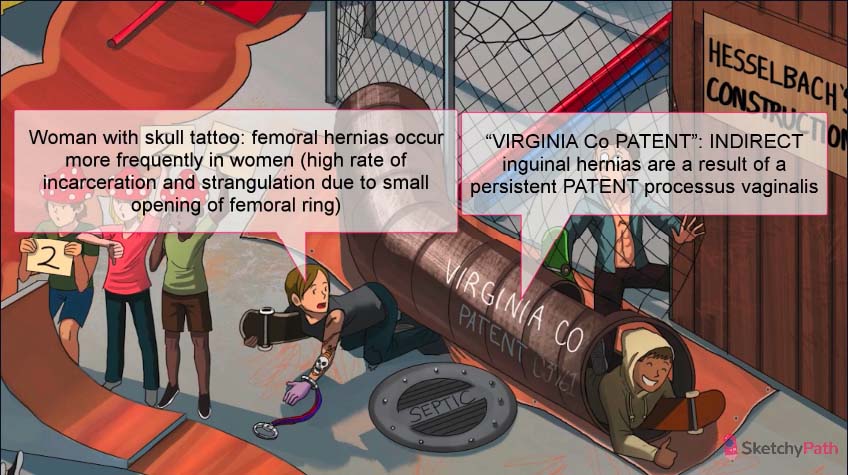 HESSELBACH'S
CONSTRUCTION
Woman with skull tattoo: femoral hernias occur
more frequently in women (high rate of
incarceration and strangulation due to small
opening of femoral ring)
“VIRGINIA Co PATENT”: INDIRECT
inguinal hernias are a result of a
persistent PATENT processus vaginalis
2
VIRGINIA CO
PATENT
SEPTIC
SketchyPath